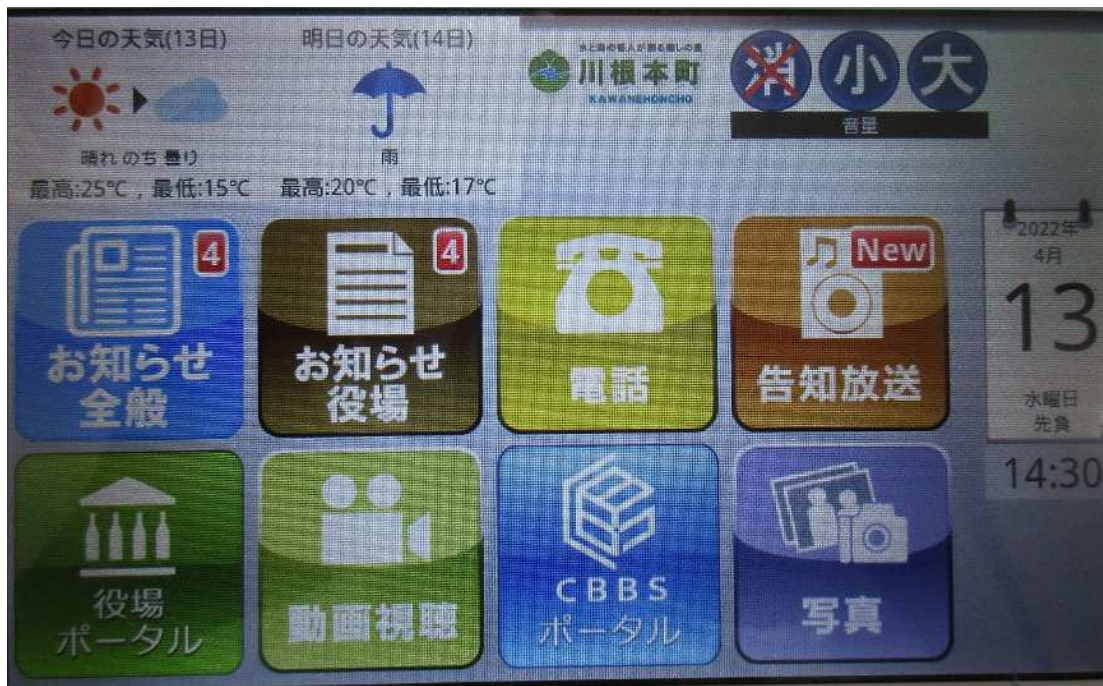 今日の天気(13日)
明日の天気(14日)
晴れ のち 曇り
雨
最高:25℃ , 最低:15℃
最高:20℃ , 最低:17℃
川根本町
KAWANEHONCHO
消 小 大
音量
4
お知らせ
全般
4
お知らせ
役場
電話
New
告知放送
2022年
4月
13
水曜日
先負
14:30
役場
ポータル
動画視聴
CBBS
ポータル
写真